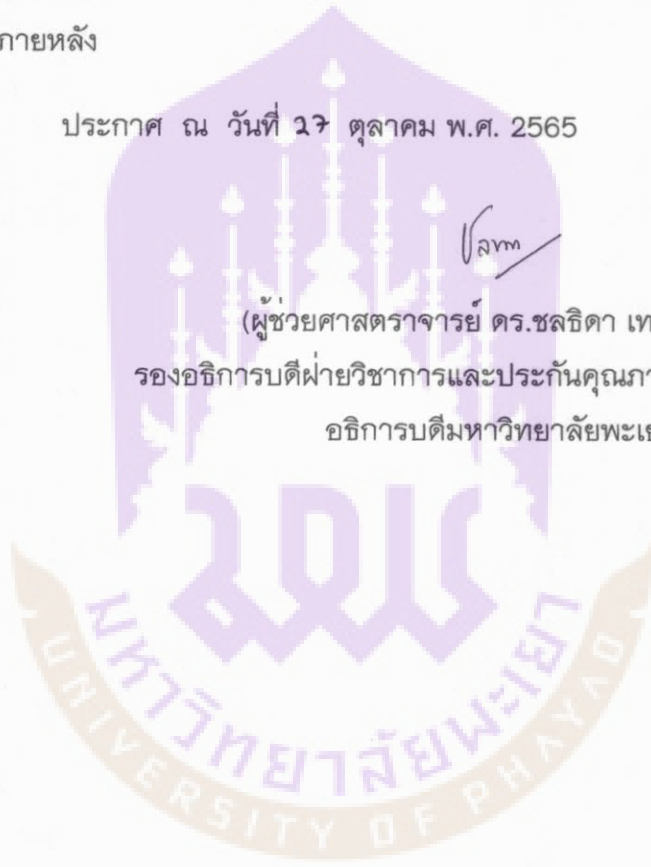 ภายหลัง
ประกาศ ณ วันที่ 27 ตุลาคม พ.ศ. 2565
(ผู้ช่วยศาสตราจารย์ ดร.ชลธิดา เท
รองอธิการบดีฝ่ายวิชาการและประกันคุณภา
อธิการบดีมหาวิทยาลัยพะเย
มพ
มหาวิทยาลัยพะเยา
UNIVERSITY OF PHAYAO